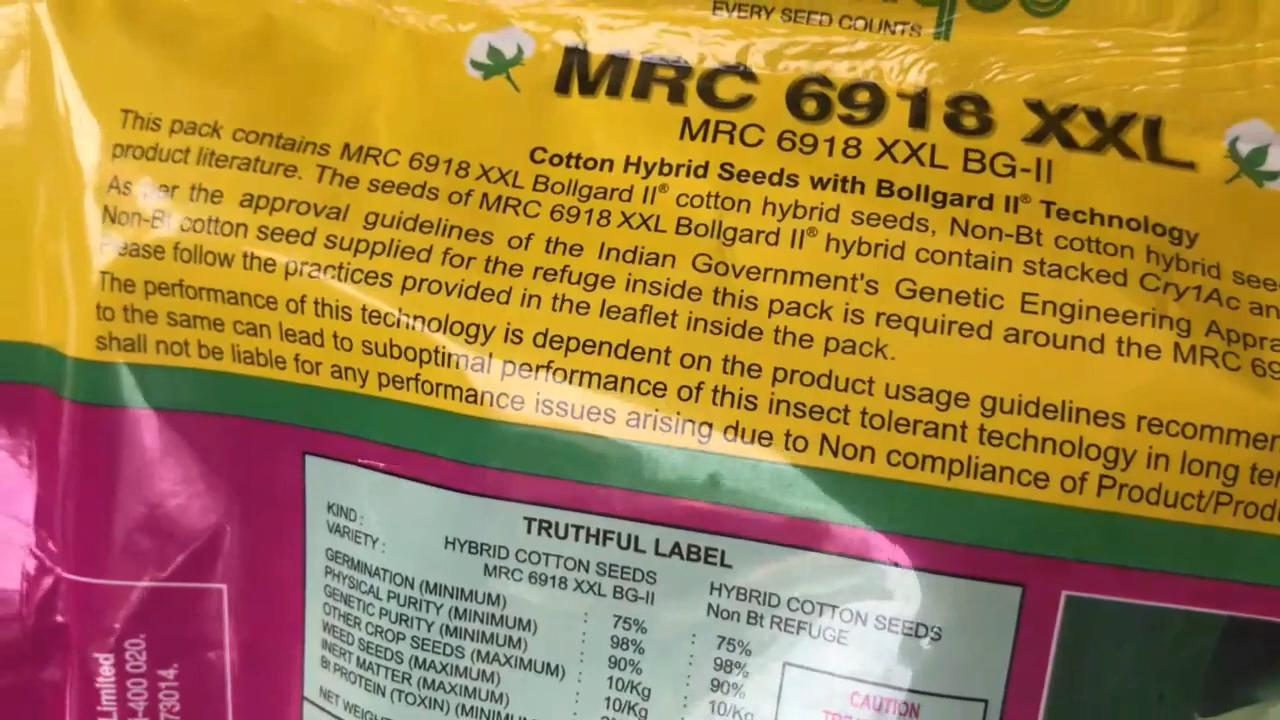 EVERY SEED COUNTS
MRC 6918 XXL
MRC 6918 XXL BG-II
Cotton Hybrid Seeds with Bollgard II® Technology
This pack contains MRC 6918 XXL Bollgard II® cotton hybrid seeds, Non-Bt cotton hybrid
product literature. The seeds of MRC 6918 XXL Bollgard II® hybrid contain stacked Cry1Ac
As per the approval guidelines of the Indian Government's Genetic Engineering
Non-Bt cotton seed supplied for the refuge inside this pack is required around the MRC
Please follow the practices provided in the leaflet inside the pack.
The performance of this technology is dependent on the product usage guidelines
to the same can lead to suboptimal performance of this insect tolerant technology in long
shall not be liable for any performance issues arising due to Non compliance of Product/
TRUTHFUL LABEL
KIND : HYBRID COTTON SEEDS HYBRID COTTON SEEDS
VARIETY : MRC 6918 XXL BG-II Non Bt REFUGE
GERMINATION (MINIMUM) : 75% : 75%
PHYSICAL PURITY (MINIMUM) : 98% : 98%
GENETIC PURITY (MINIMUM) : 90% : 90%
OTHER CROP SEEDS (MAXIMUM) : 10/Kg : 10/Kg
WEED SEEDS (MAXIMUM) : 10/Kg
INERT MATTER (MAXIMUM)
Bt PROTEIN (TOXIN)
NET WEIGHT
CAUTION
Limited
400 020.
73014.